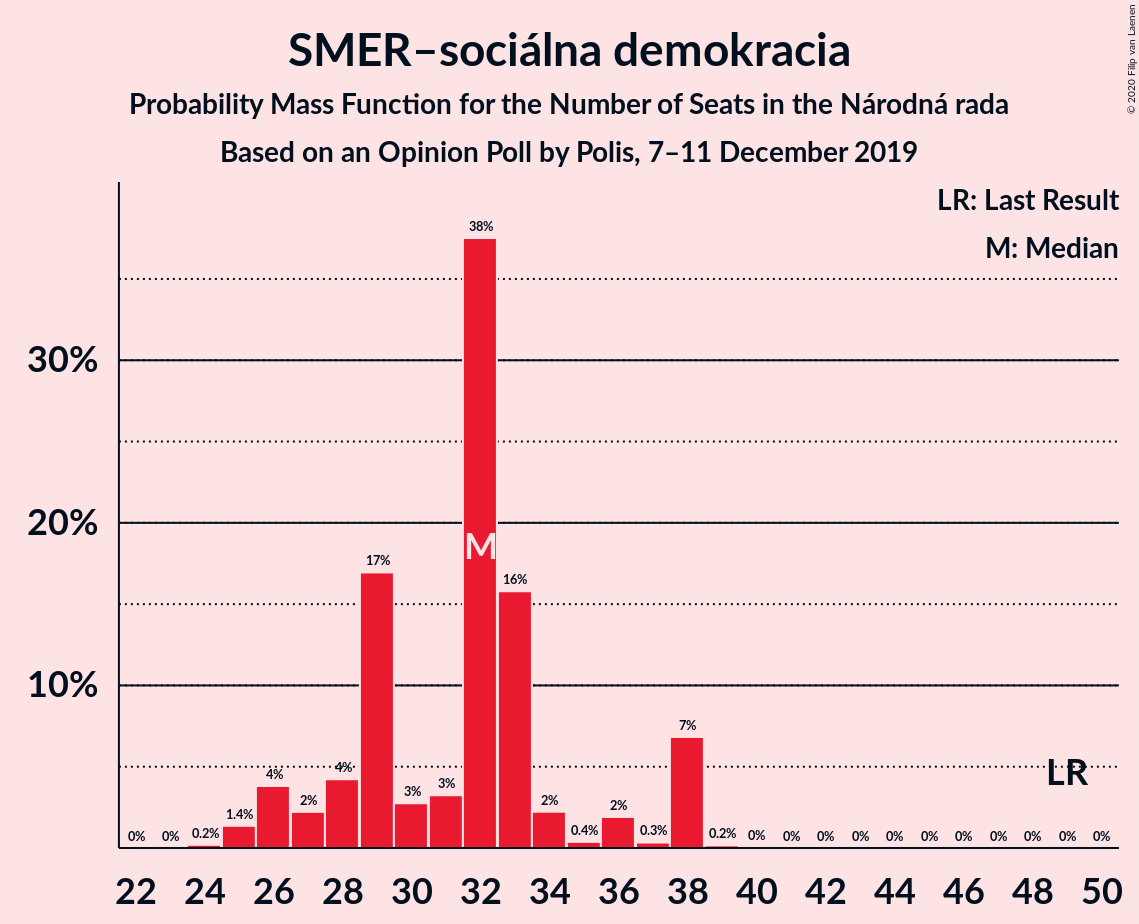 SMER–sociálna demokracia
Probability Mass Function for the Number of Seats in the Národná rada
Based on an Opinion Poll by Polis, 7–11 December 2019
© 2020 Filip van Laenen
LR: Last Result
M: Median
38%
30%
20%
M
17%
16%
10%
7%
4%
4%
LR
3%
3%
2%
2%
2%
1.4%
0% 0% 0.2% 0.4% 0.3% 0.2% 0% 0% 0% 0% 0% 0% 0% 0% 0% 0% 0%
22 24 26 28 30 32 34 36 38 40 42 44 46 48 50